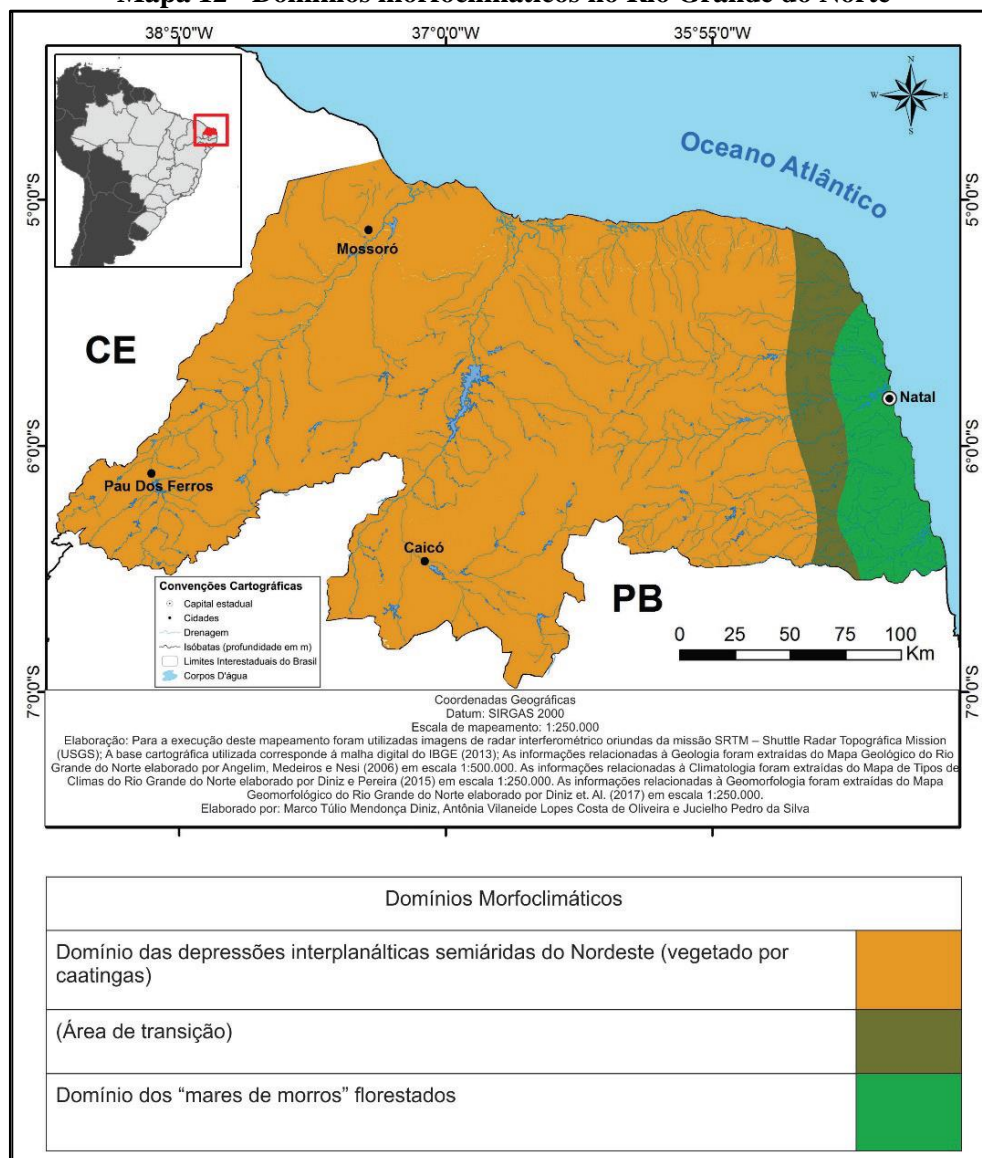 Mapa 12 - Domínios morfoclimáticos no Rio Grande do Norte
38°5'0"W
37°0'0"W
35°55'0"W
N
W
E
S
Oceano Atlântico
5°0'0"S
5°0'0"S
Mossoró
CE
Natal
6°0'0"S
6°0'0"S
Pau Dos Ferros
Caicó
PB
Convenções Cartográficas
Capital estadual
Cidades
Drenagem
Isóbatas (profundidade em m)
Limites Interestaduais do Brasil
Corpos D'água
0 25 50 75 100
Km
7°0'0"S
7°0'0"S
Coordenadas Geográficas
Datum: SIRGAS 2000
Escala de mapeamento: 1:250.000
Elaboração: Para a execução deste mapeamento foram utilizadas imagens de radar interferométrico oriundas da missão SRTM – Shuttle Radar Topográfica Mission
(USGS); A base cartográfica utilizada corresponde á malha digital do IBGE (2013); As informações relacionadas à Geologia foram extraídas do Mapa Geológico do Rio
Grande do Norte elaborado por Angelim, Medeiros e Nesi (2006) em escala 1:500.000. As informações relacionadas à Climatologia foram extraídas do Mapa de Tipos de
Climas do Rio Grande do Norte elaborado por Diniz e Pereira (2015) em escala 1:250.000. As informações relacionadas à Geomorfologia foram extraídas do Mapa
Geomorfológico do Rio Grande do Norte elaborado por Diniz et. Al. (2017) em escala 1:250.000.
Elaborado por: Marco Túlio Mendonça Diniz, Antônia Vilaneide Lopes Costa de Oliveira e Jucielho Pedro da Silva
Domínios Morfoclimáticos
Domínio das depressões interplanálticas semiáridas do Nordeste (vegetado por
caatingas)
(Área de transição)
Domínio dos “mares de morros” florestados